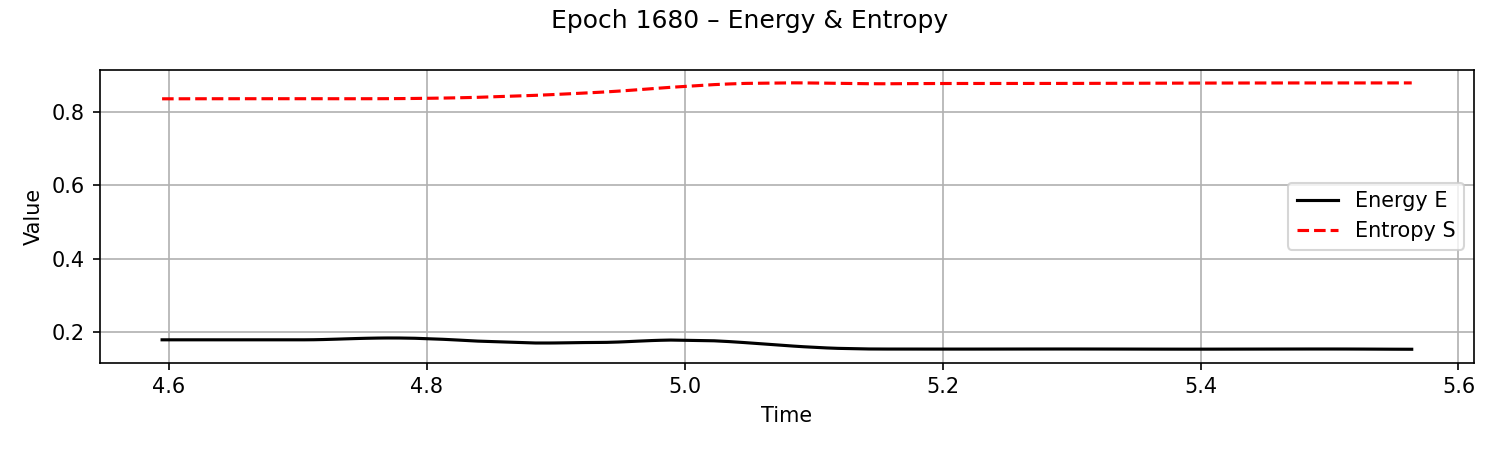 Epoch 1680 – Energy & Entropy
Value
0.8
0.6
0.4
0.2
Energy E
Entropy S
4.6 4.8 5.0 5.2 5.4 5.6
Time